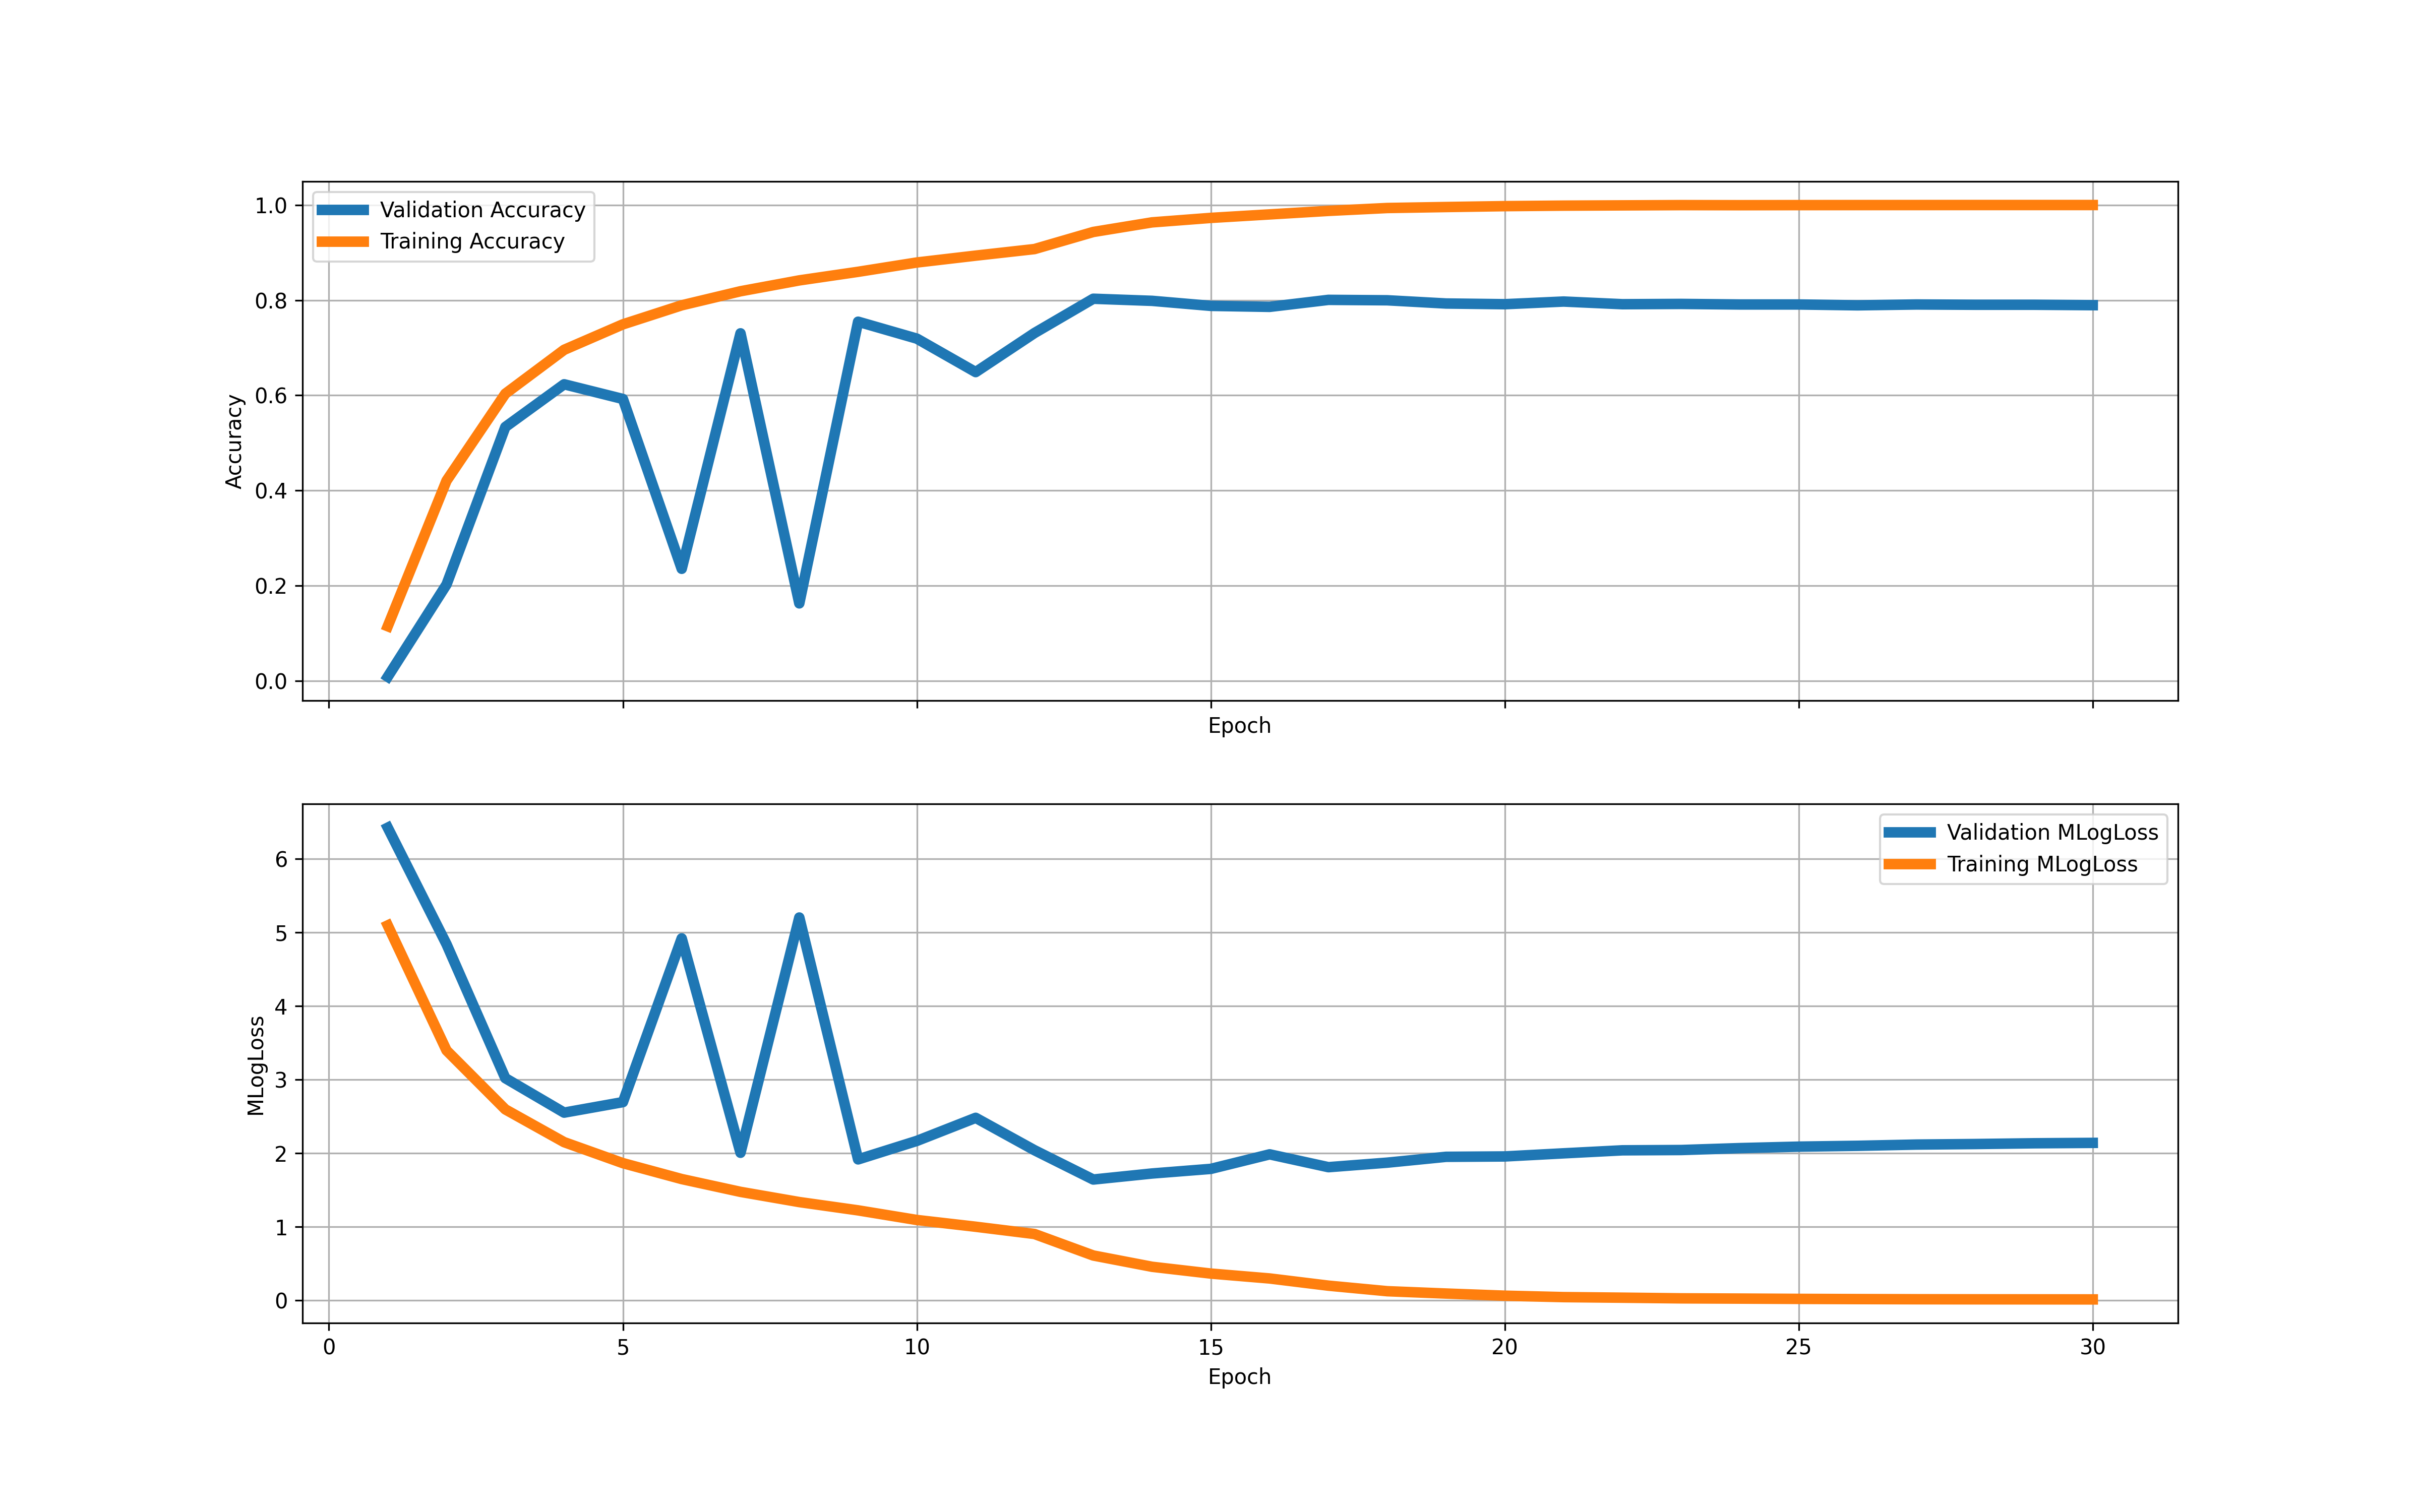 1.0
0.8
0.6
0.4
0.2
0.0
Accuracy
Validation Accuracy
Training Accuracy
Epoch
6
5
4
3
2
1
0
MLogLoss
Validation MLogLoss
Training MLogLoss
0 5 10 15 20 25 30
Epoch